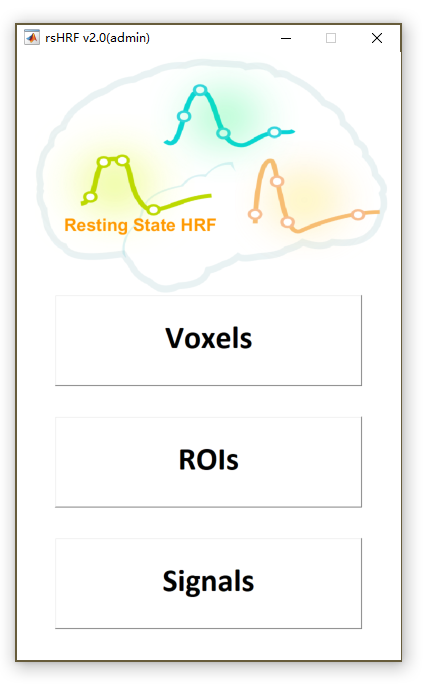 rsHRF v2.0(admin)
Resting State HRF
Voxels
ROIs
Signals